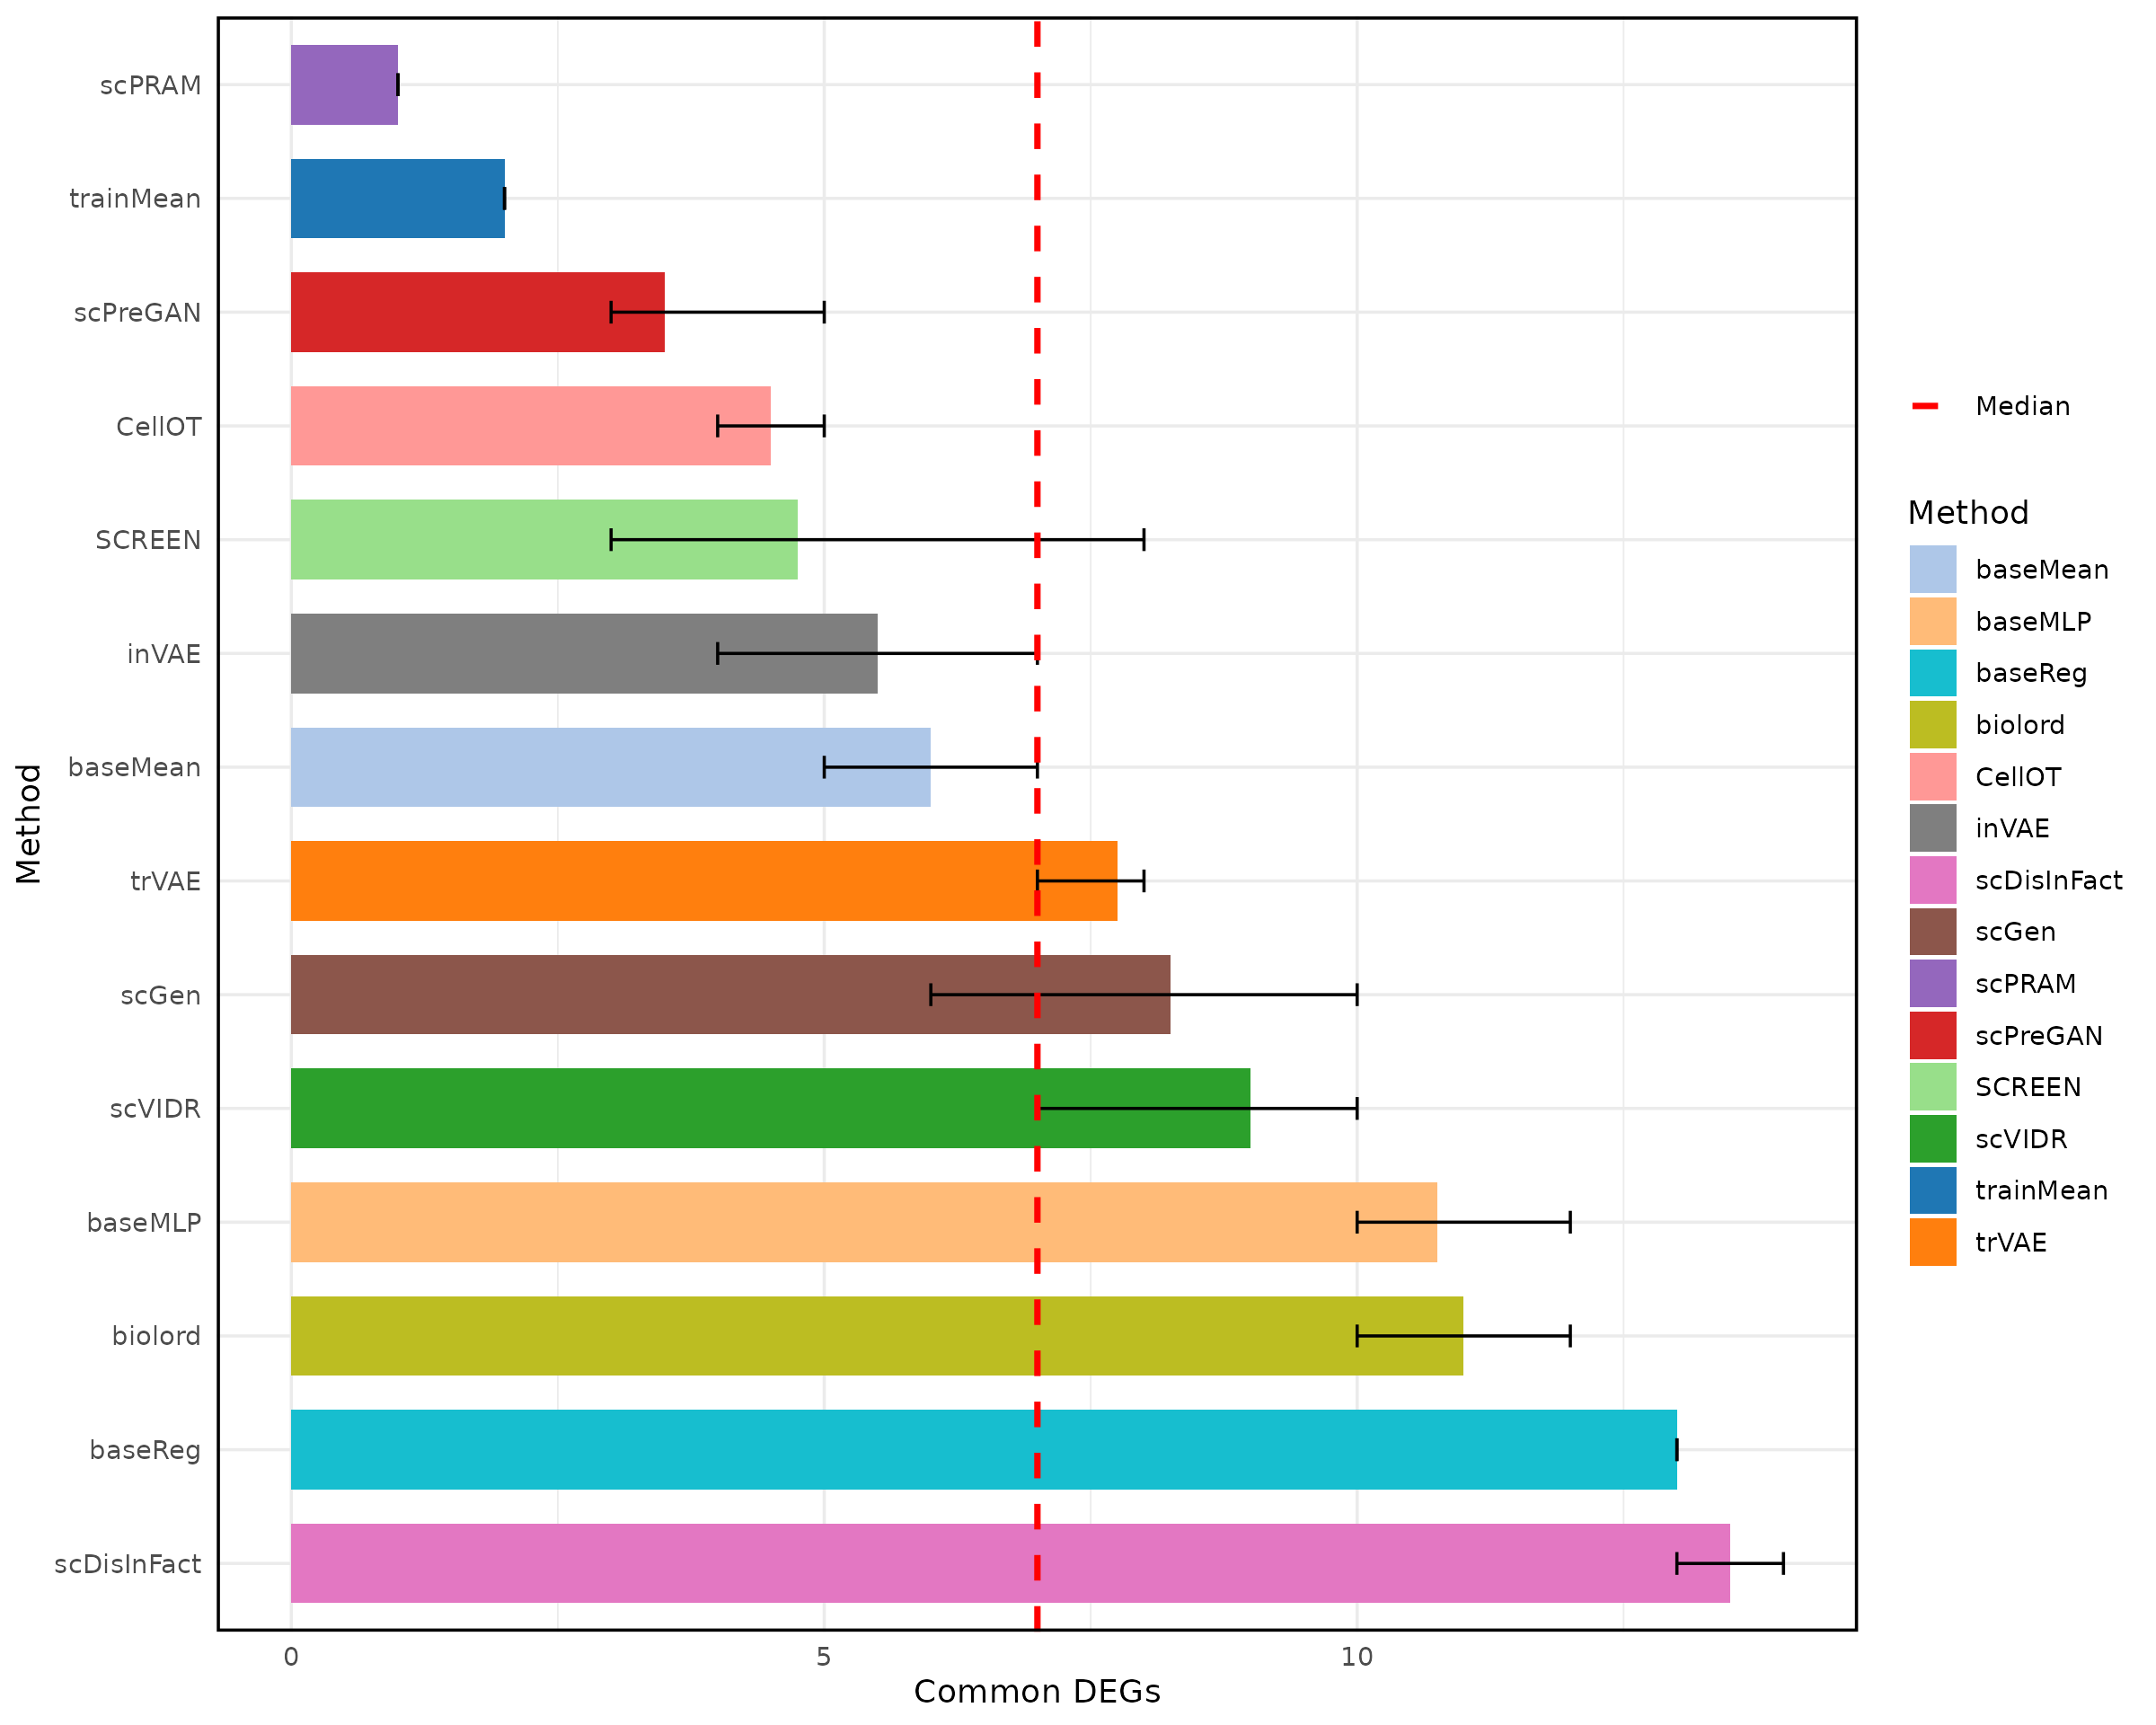 scPRAM
trainMean
scPreGAN
CellOT
SCREEN
inVAE
baseMean
trVAE
scGen
scVIDR
baseMLP
biolord
baseReg
scDisInFact
Method
0 5 10
Common DEGs
Median
Method
baseMean
baseMLP
baseReg
biolord
CellOT
inVAE
scDisInFact
scGen
scPRAM
scPreGAN
SCREEN
scVIDR
trainMean
trVAE